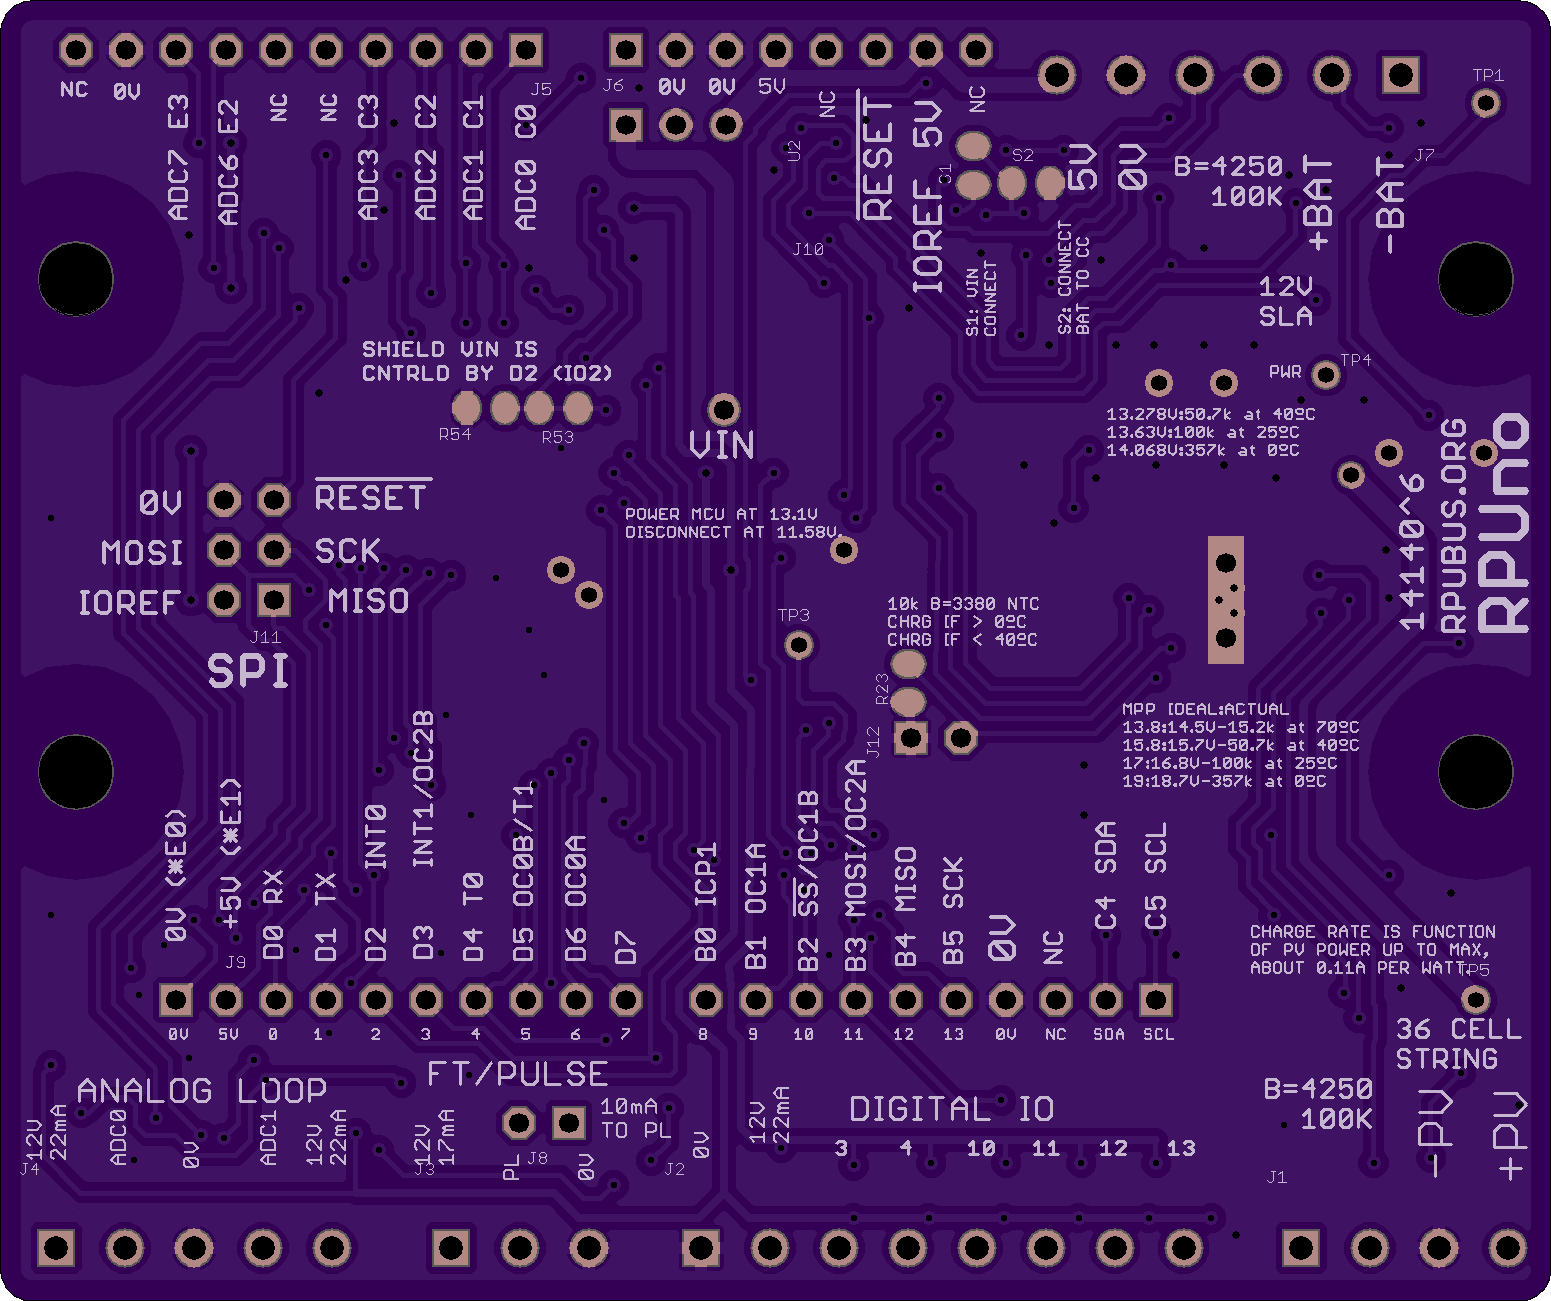 NC
0V
ADC7 E3
ADC6 E2
NC
NC
ADC3 C3
ADC2 C2
ADC1 C1
ADC0 C0
J5
J6
0V
0V
5V
NC
RESET
IOREF 5V
NC
U2
J10
S1
S2
5V
0V
B=4250
100K
+BAT
-BAT
J7
TP1
S1: VIN
CONNECT
S2: CONNECT
BAT TO CC
12V
SLA
SHIELD VIN IS
CNTRLD BY D2 (IO2)
R54
R53
VIN
PWR
TP4
13.278V:50.7k at 40ºC
13.63V:100k at 25ºC
14.068V:357k at 0ºC
14140^6
RPUBUS.ORG
RPUno
0V
RESET
MOSI
SCK
IOREF
MISO
J11
SPI
POWER MCU AT 13.1V
DISCONNECT AT 11.58V.
TP3
10k B=3380 NTC
CHRG IF > 0ºC
CHRG IF < 40ºC
R23
J12
MPP IDEAL:ACTUAL
13.8:14.5V-15.2k at 70ºC
15.8:15.7V-50.7k at 40ºC
17:16.8V-100k at 25ºC
19:18.7V-357k at 0ºC
0V (*E0)
+5V (*E1)
D0 RX
D1 TX
D2 INT0
D3 INT1/OC2B
D4 T0
D5 OC0B/T1
D6 OC0A
D7
B0 ICP1
B1 OC1A
B2 SS/OC1B
B3 MOSI/OC2A
B4 MISO
B5 SCK
0V
NC
C4 SDA
C5 SCL
J9
CHARGE RATE IS FUNCTION
OF PV POWER UP TO MAX,
ABOUT 0.11A PER WATT.
TP5
0V 5V 0 1 2 3 4 5 6 7 8 9 10 11 12 13 0V NC SDA SCL
36 CELL
STRING
ANALOG LOOP
FT/PULSE
10mA
TO PL
DIGITAL IO
B=4250
100K
12V
22mA
ADC0
0V
ADC1
12V
22mA
12V
17mA
PL
0V
0V
12V
22mA
3 4 10 11 12 13
-PV
+PV
J4
J3
J8
J2
J1